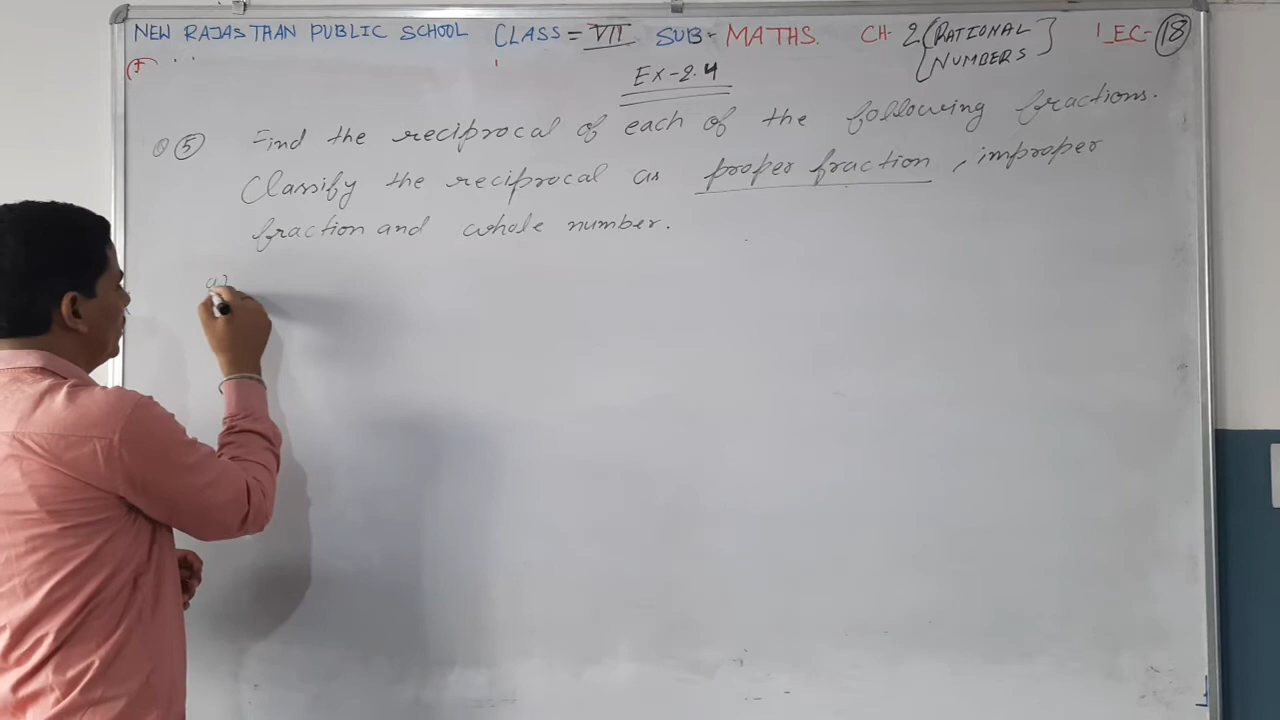 NEW RAJASTHAN PUBLIC SCHOOL CLASS = VII SUB- MATHS. CH- 2 [RATIONAL NUMBERS] LEC- 18
EX-2.4
Q 5 Find the reciprocal of each of the following fractions.
Classify the reciprocal as proper fraction, improper
fraction and whole number.